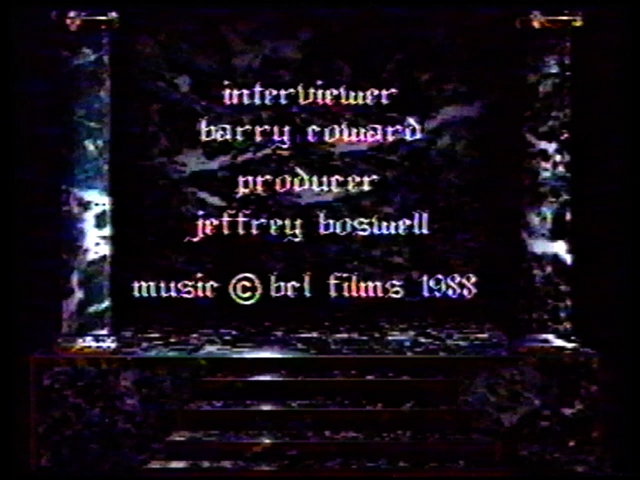 interviewer
barry coward
producer
jeffrey boswell
music © bel films 1988